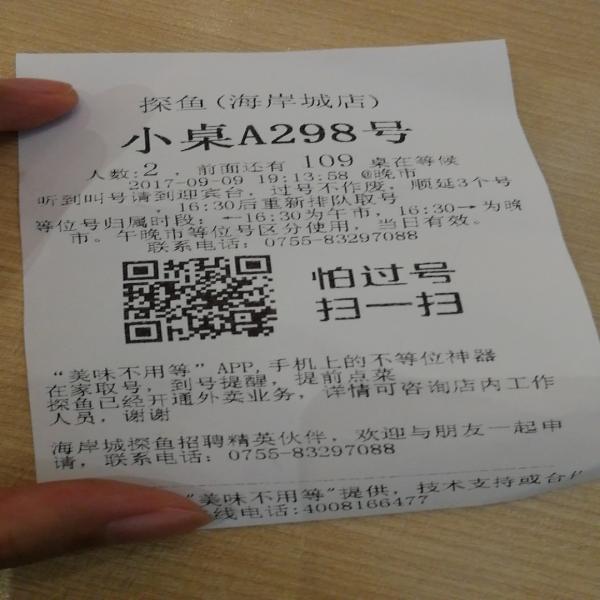 探鱼(海岸城店)
小桌A298号
人数:2 , 前面还有 109 桌在等候
2017-09-09 19:13:58 @晚市
听到叫号请到迎宾台, 过号不作废, 顺延3个号
, 16:30后重新排队取号
等位号归属时段: ←16:30为午市, 16:30→为晚
市。午晚市等位号区分使用, 当日有效。
联系电话: 0755-83297088
怕过号
扫一扫
“美味不用等”APP,手机上的不等位神器
在家取号, 到号提醒, 提前点菜
探鱼已经开通外卖业务, 详情可咨询店内工作
人员, 谢谢
海岸城探鱼招聘精英伙伴, 欢迎与朋友一起申
请, 联系电话: 0755-83297088
“美味不用等”提供, 技术支持或合
线电话:4008166477